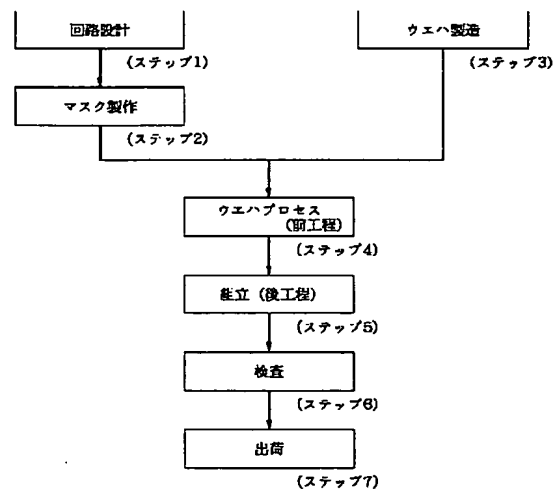 回路設計
ウエハ製造
(ステップ1)
(ステップ3)
マスク製作
(ステップ2)
ウエハプロセス
(前工程)
(ステップ4)
組立(後工程)
(ステップ5)
検査
(ステップ6)
出荷
(ステップ7)